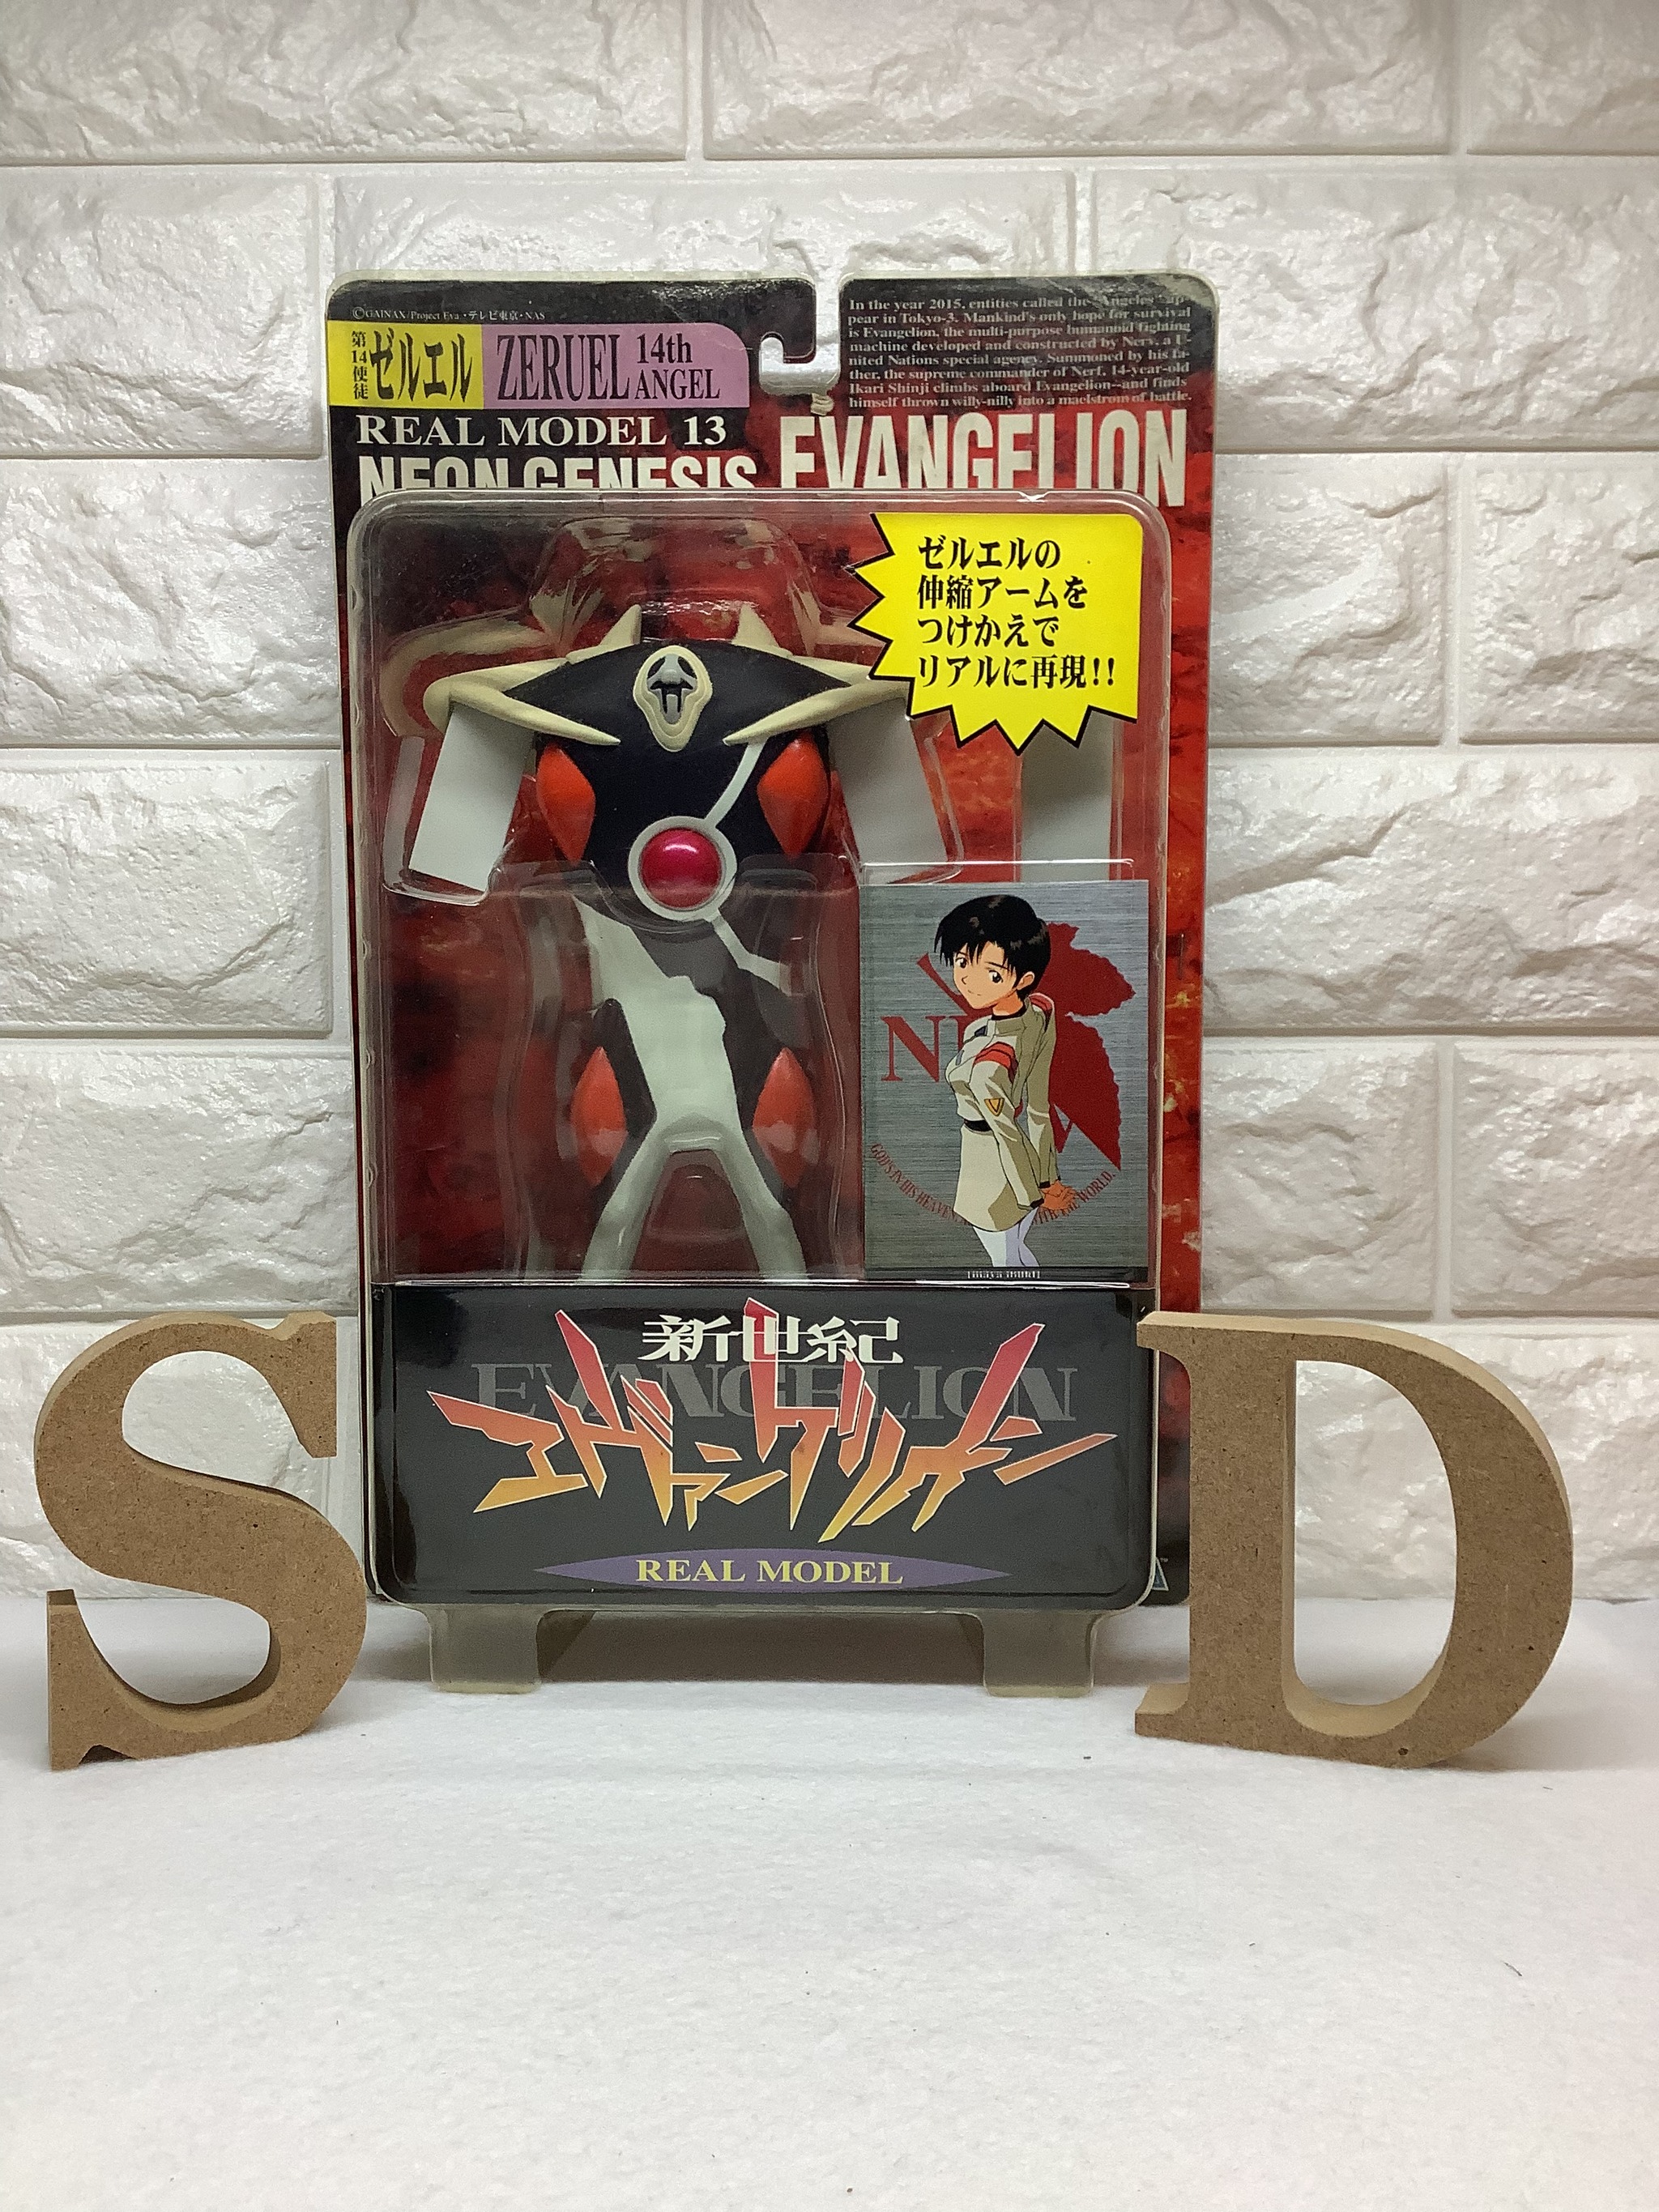 ©GAINAX/Project Eva・テレビ東京・NAS
第14使徒
ゼルエル
ZERUEL 14th ANGEL
REAL MODEL 13
NEON GENESIS EVANGELION
In the year 2015, entities called the "Angeles" ap-
pear in Tokyo-3. Mankind's only hope for survival
is Evangelion, the multi-purpose humanoid fighting
machine developed and constructed by Nerv, a U-
nited Nations special agency. Summoned by his fa-
ther, the supreme commander of Nerf, 14-year-old
Ikari Shinji climbs aboard Evangelion--and finds
himself thrown willy-nilly into a maelstrom of battle.
ゼルエルの
伸縮アームを
つけかえで
リアルに再現!!
GOD'S IN HIS HEAVEN
WORLD.
新世紀
EVANGELION
エヴァンゲリオン
REAL MODEL
S
D